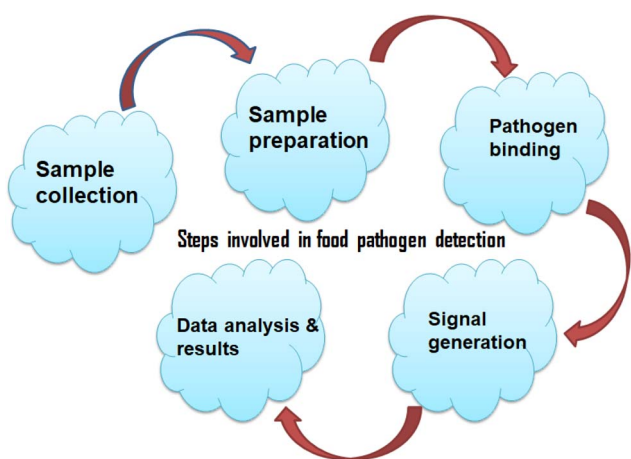 Sample
collection
Sample
preparation
Pathogen
binding
Steps involved in food pathogen detection
Signal
generation
Data analysis &
results